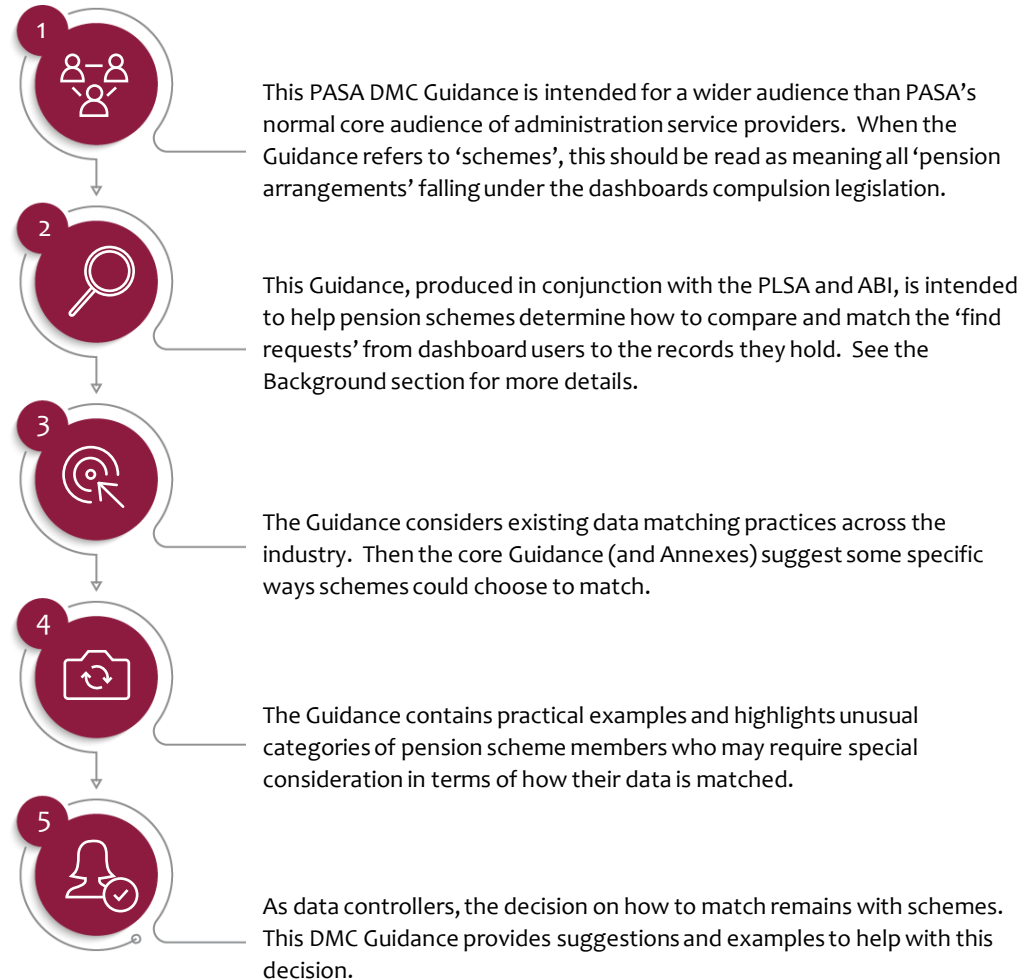 1
This PASA DMC Guidance is intended for a wider audience than PASA’s
normal core audience of administration service providers.  When the
Guidance refers to ‘schemes’, this should be read as meaning all ‘pension
arrangements’ falling under the dashboards compulsion legislation.
2
This Guidance, produced in conjunction with the PLSA and ABI, is intended
to help pension schemes determine how to compare and match the ‘find
requests’ from dashboard users to the records they hold.  See the
Background section for more details.
3
The Guidance considers existing data matching practices across the
industry.  Then the core Guidance (and Annexes) suggest some specific
ways schemes could choose to match.
4
The Guidance contains practical examples and highlights unusual
categories of pension scheme members who may require special
consideration in terms of how their data is matched.
5
As data controllers, the decision on how to match remains with schemes.
This DMC Guidance provides suggestions and examples to help with this
decision.